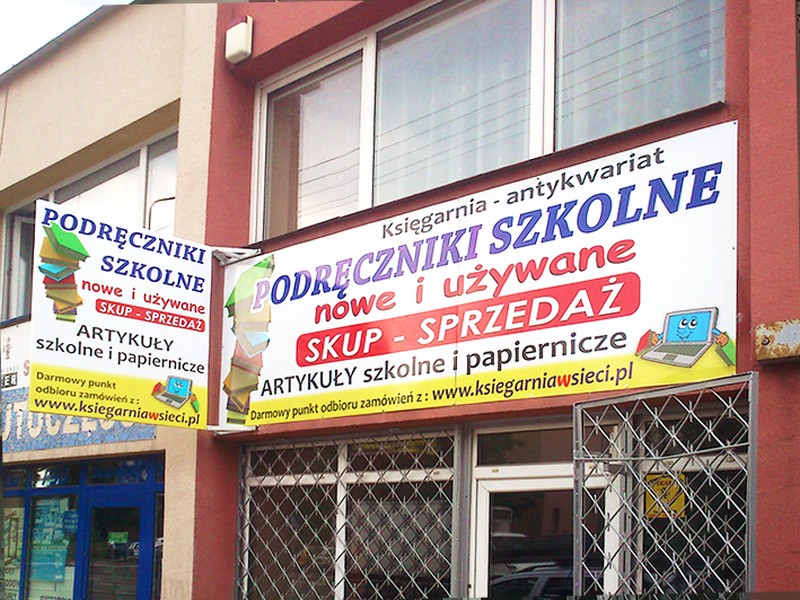 PODRĘCZNIKI
SZKOLNE
nowe i używane
SKUP - SPRZEDAŻ
ARTYKUŁY
szkolne i papiernicze
Darmowy punkt
odbioru zamówień z :
www.ksiegarniawsieci.pl
Księgarnia - antykwariat
PODRĘCZNIKI SZKOLNE
nowe i używane
SKUP - SPRZEDAŻ
ARTYKUŁY szkolne i papiernicze
Darmowy punkt odbioru zamówień z : www.ksiegarniawsieci.pl